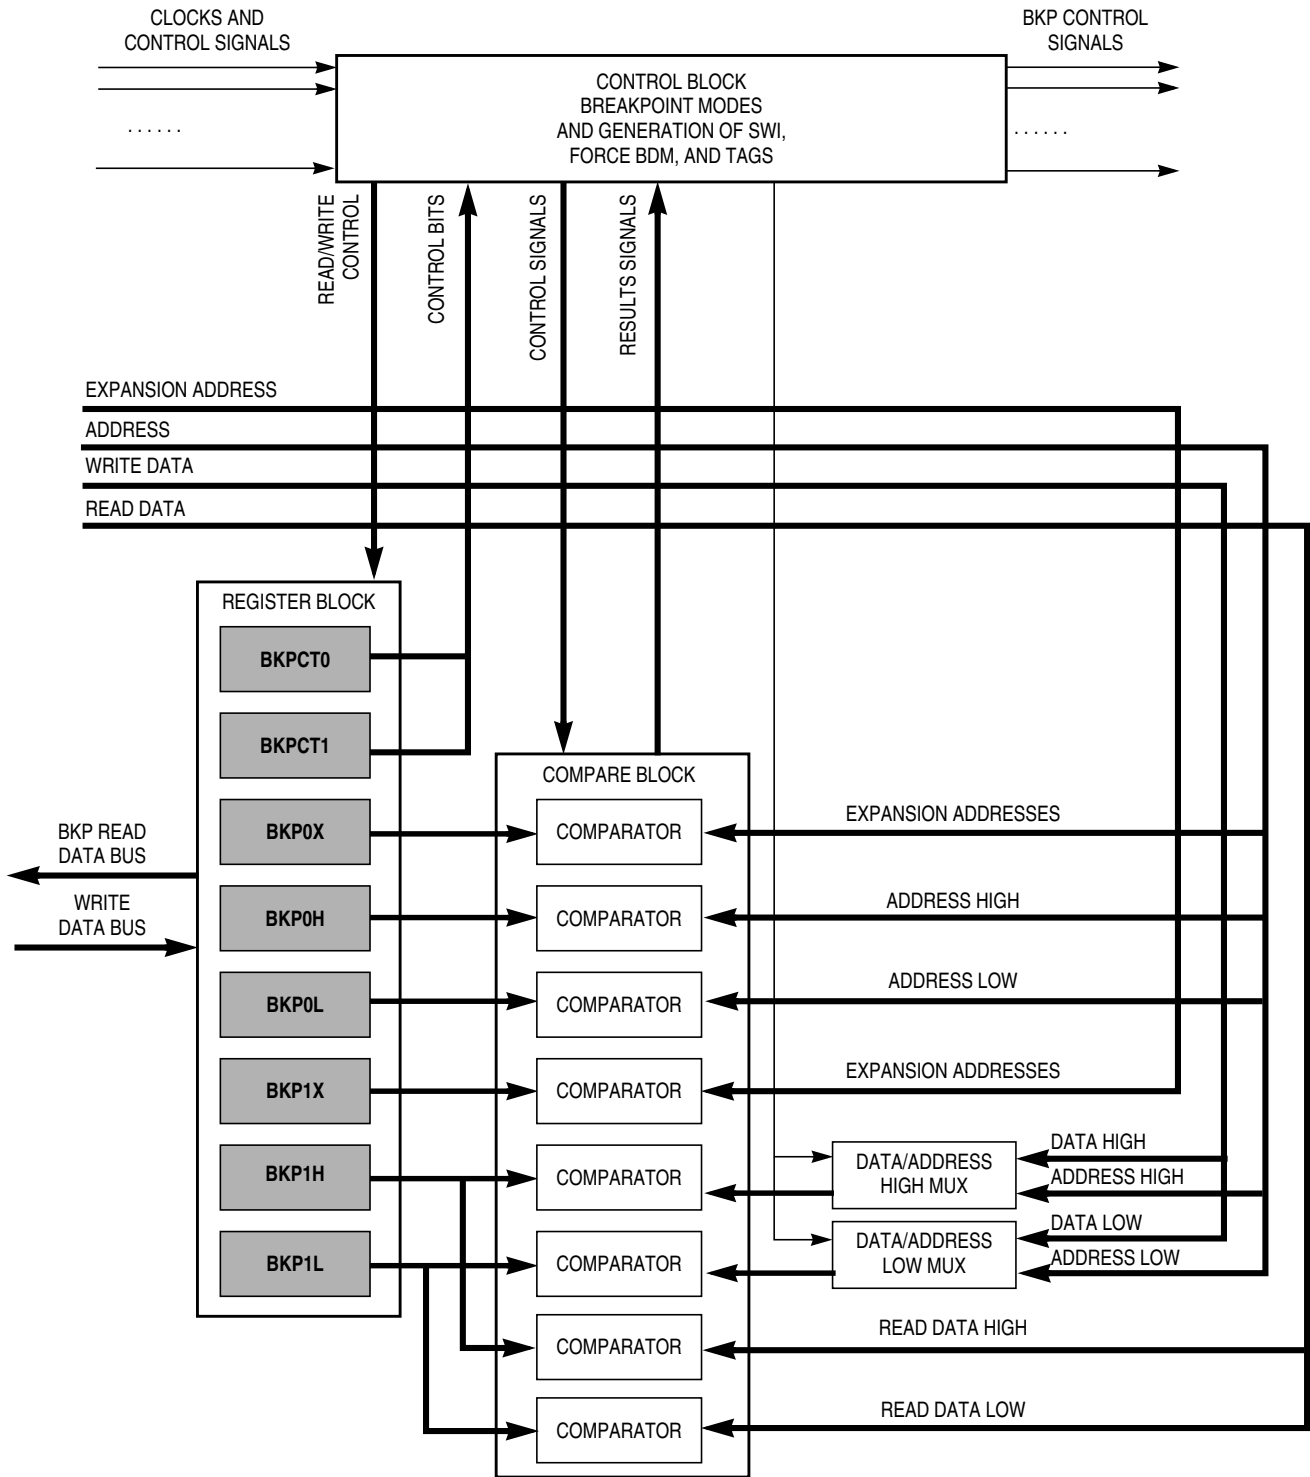 CLOCKS AND
CONTROL SIGNALS
BKP CONTROL
SIGNALS
. . . . . .
CONTROL BLOCK
BREAKPOINT MODES
AND GENERATION OF SWI,
FORCE BDM, AND TAGS
. . . . . .
READ/WRITE
CONTROL
CONTROL BITS
CONTROL SIGNALS
RESULTS SIGNALS
EXPANSION ADDRESS
ADDRESS
WRITE DATA
READ DATA
REGISTER BLOCK
BKPCT0
BKPCT1
BKP0X
BKP0H
BKP0L
BKP1X
BKP1H
BKP1L
BKP READ
DATA BUS
WRITE
DATA BUS
COMPARE BLOCK
COMPARATOR
COMPARATOR
COMPARATOR
COMPARATOR
COMPARATOR
COMPARATOR
COMPARATOR
COMPARATOR
EXPANSION ADDRESSES
ADDRESS HIGH
ADDRESS LOW
EXPANSION ADDRESSES
DATA/ADDRESS
HIGH MUX
DATA HIGH
ADDRESS HIGH
DATA/ADDRESS
LOW MUX
DATA LOW
ADDRESS LOW
READ DATA HIGH
READ DATA LOW